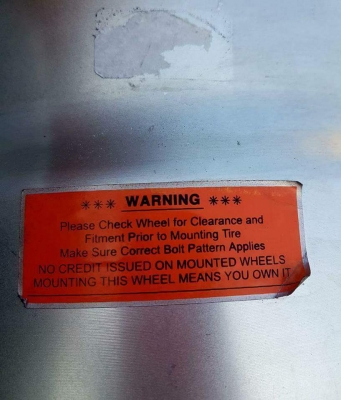 *** WARNING ***
Please Check Wheel for Clearance and
Fitment Prior to Mounting Tire
Make Sure Correct Bolt Pattern Applies
NO CREDIT ISSUED ON MOUNTED WHEELS
MOUNTING THIS WHEEL MEANS YOU OWN IT